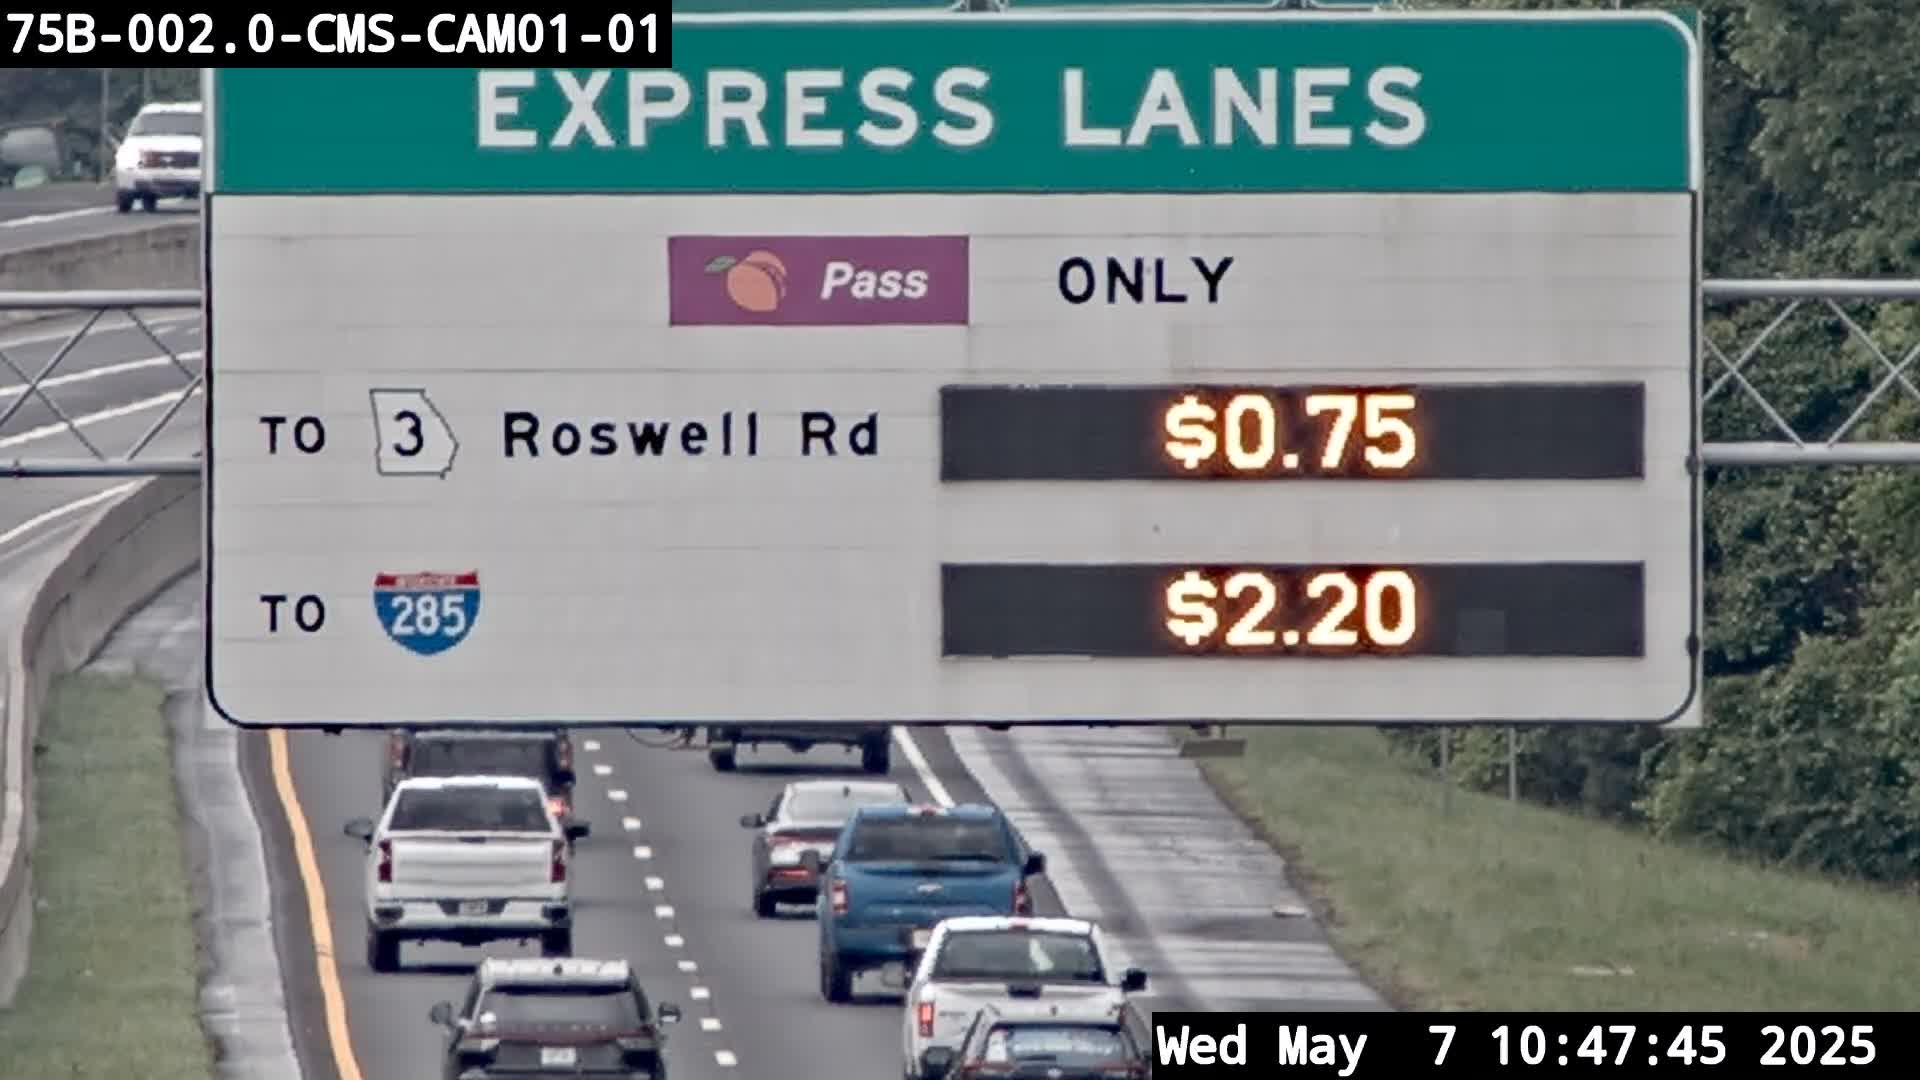 75B-002.0-CMS-CAM01-01
EXPRESS LANES
Pass ONLY
TO 3 Roswell Rd $0.75
TO 285 $2.20
Wed May 7 10:47:45 2025